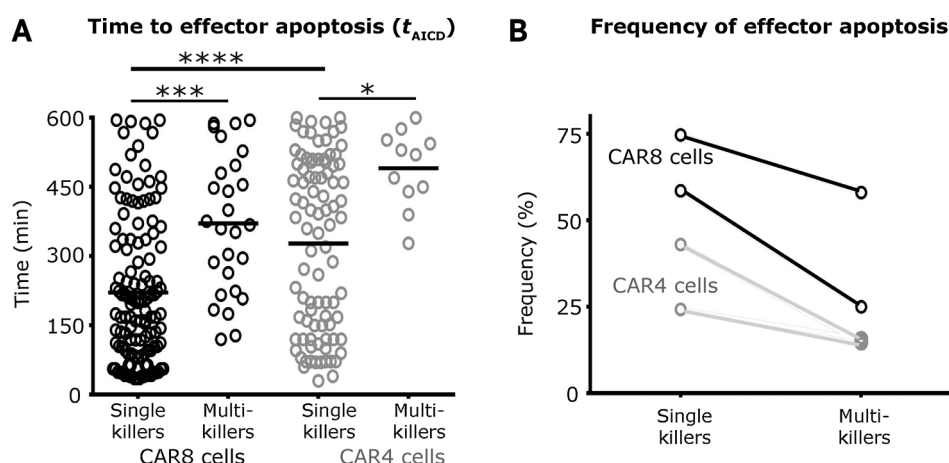 A Time to effector apoptosis (tAICD)
****
*** *
Time (min)
600
450
300
150
0
Single killers
Multi-killers
Single killers
Multi-killers
CAR8 cells
CAR4 cells
B Frequency of effector apoptosis
Frequency (%)
75
50
25
0
CAR8 cells
CAR4 cells
Single killers
Multi-killers